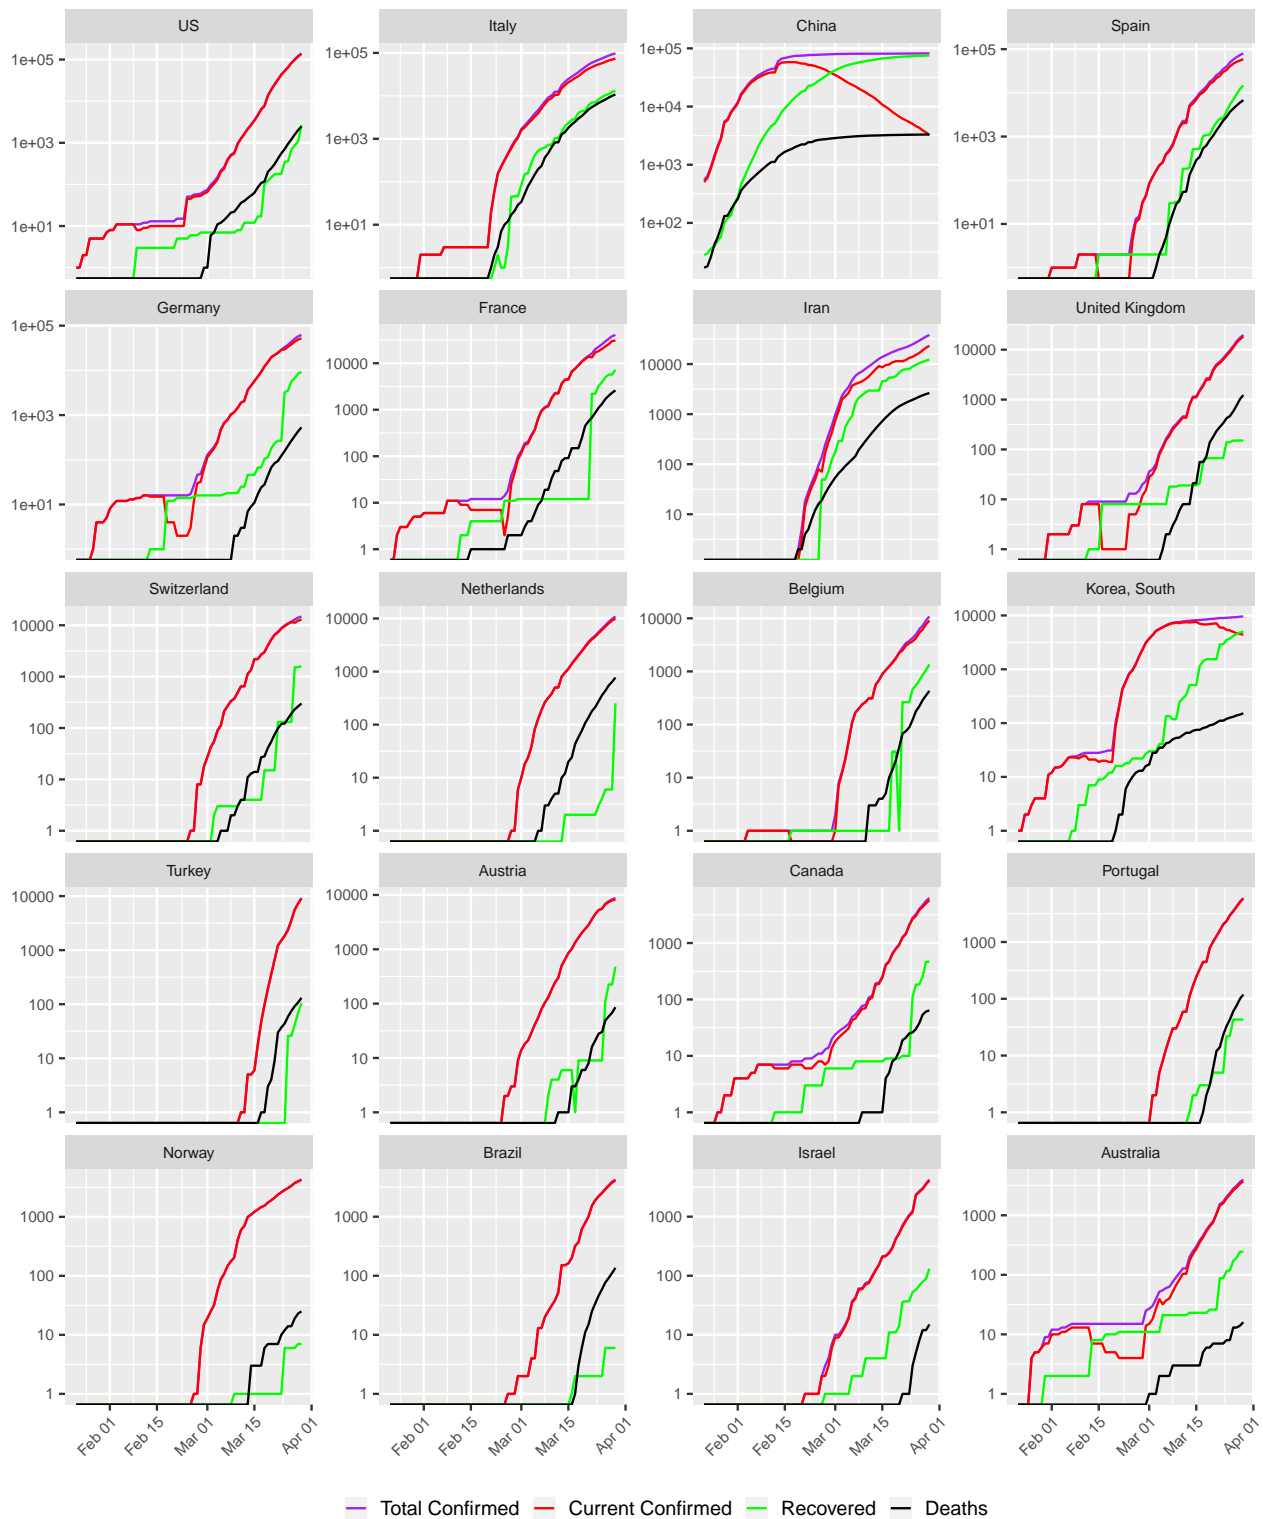 US Italy China Spain
1e+05 1e+03 1e+01
1e+05 1e+03 1e+01
1e+05 1e+04 1e+03 1e+02
1e+05 1e+03 1e+01
Germany France Iran United Kingdom
1e+05 1e+03 1e+01
10000 1000 100 10 1
10000 1000 100 10
10000 1000 100 10 1
Switzerland Netherlands Belgium Korea, South
10000 1000 100 10 1
10000 1000 100 10 1
10000 1000 100 10 1
10000 1000 100 10 1
Turkey Austria Canada Portugal
10000 1000 100 10 1
10000 1000 100 10 1
1000 100 10 1
1000 100 10 1
Norway Brazil Israel Australia
1000 100 10 1
1000 100 10 1
1000 100 10 1
1000 100 10 1
Feb 01 Feb 15 Mar 01 Mar 15 Apr 01 Feb 01 Feb 15 Mar 01 Mar 15 Apr 01 Feb 01 Feb 15 Mar 01 Mar 15 Apr 01 Feb 01 Feb 15 Mar 01 Mar 15 Apr 01
Total Confirmed Current Confirmed Recovered Deaths